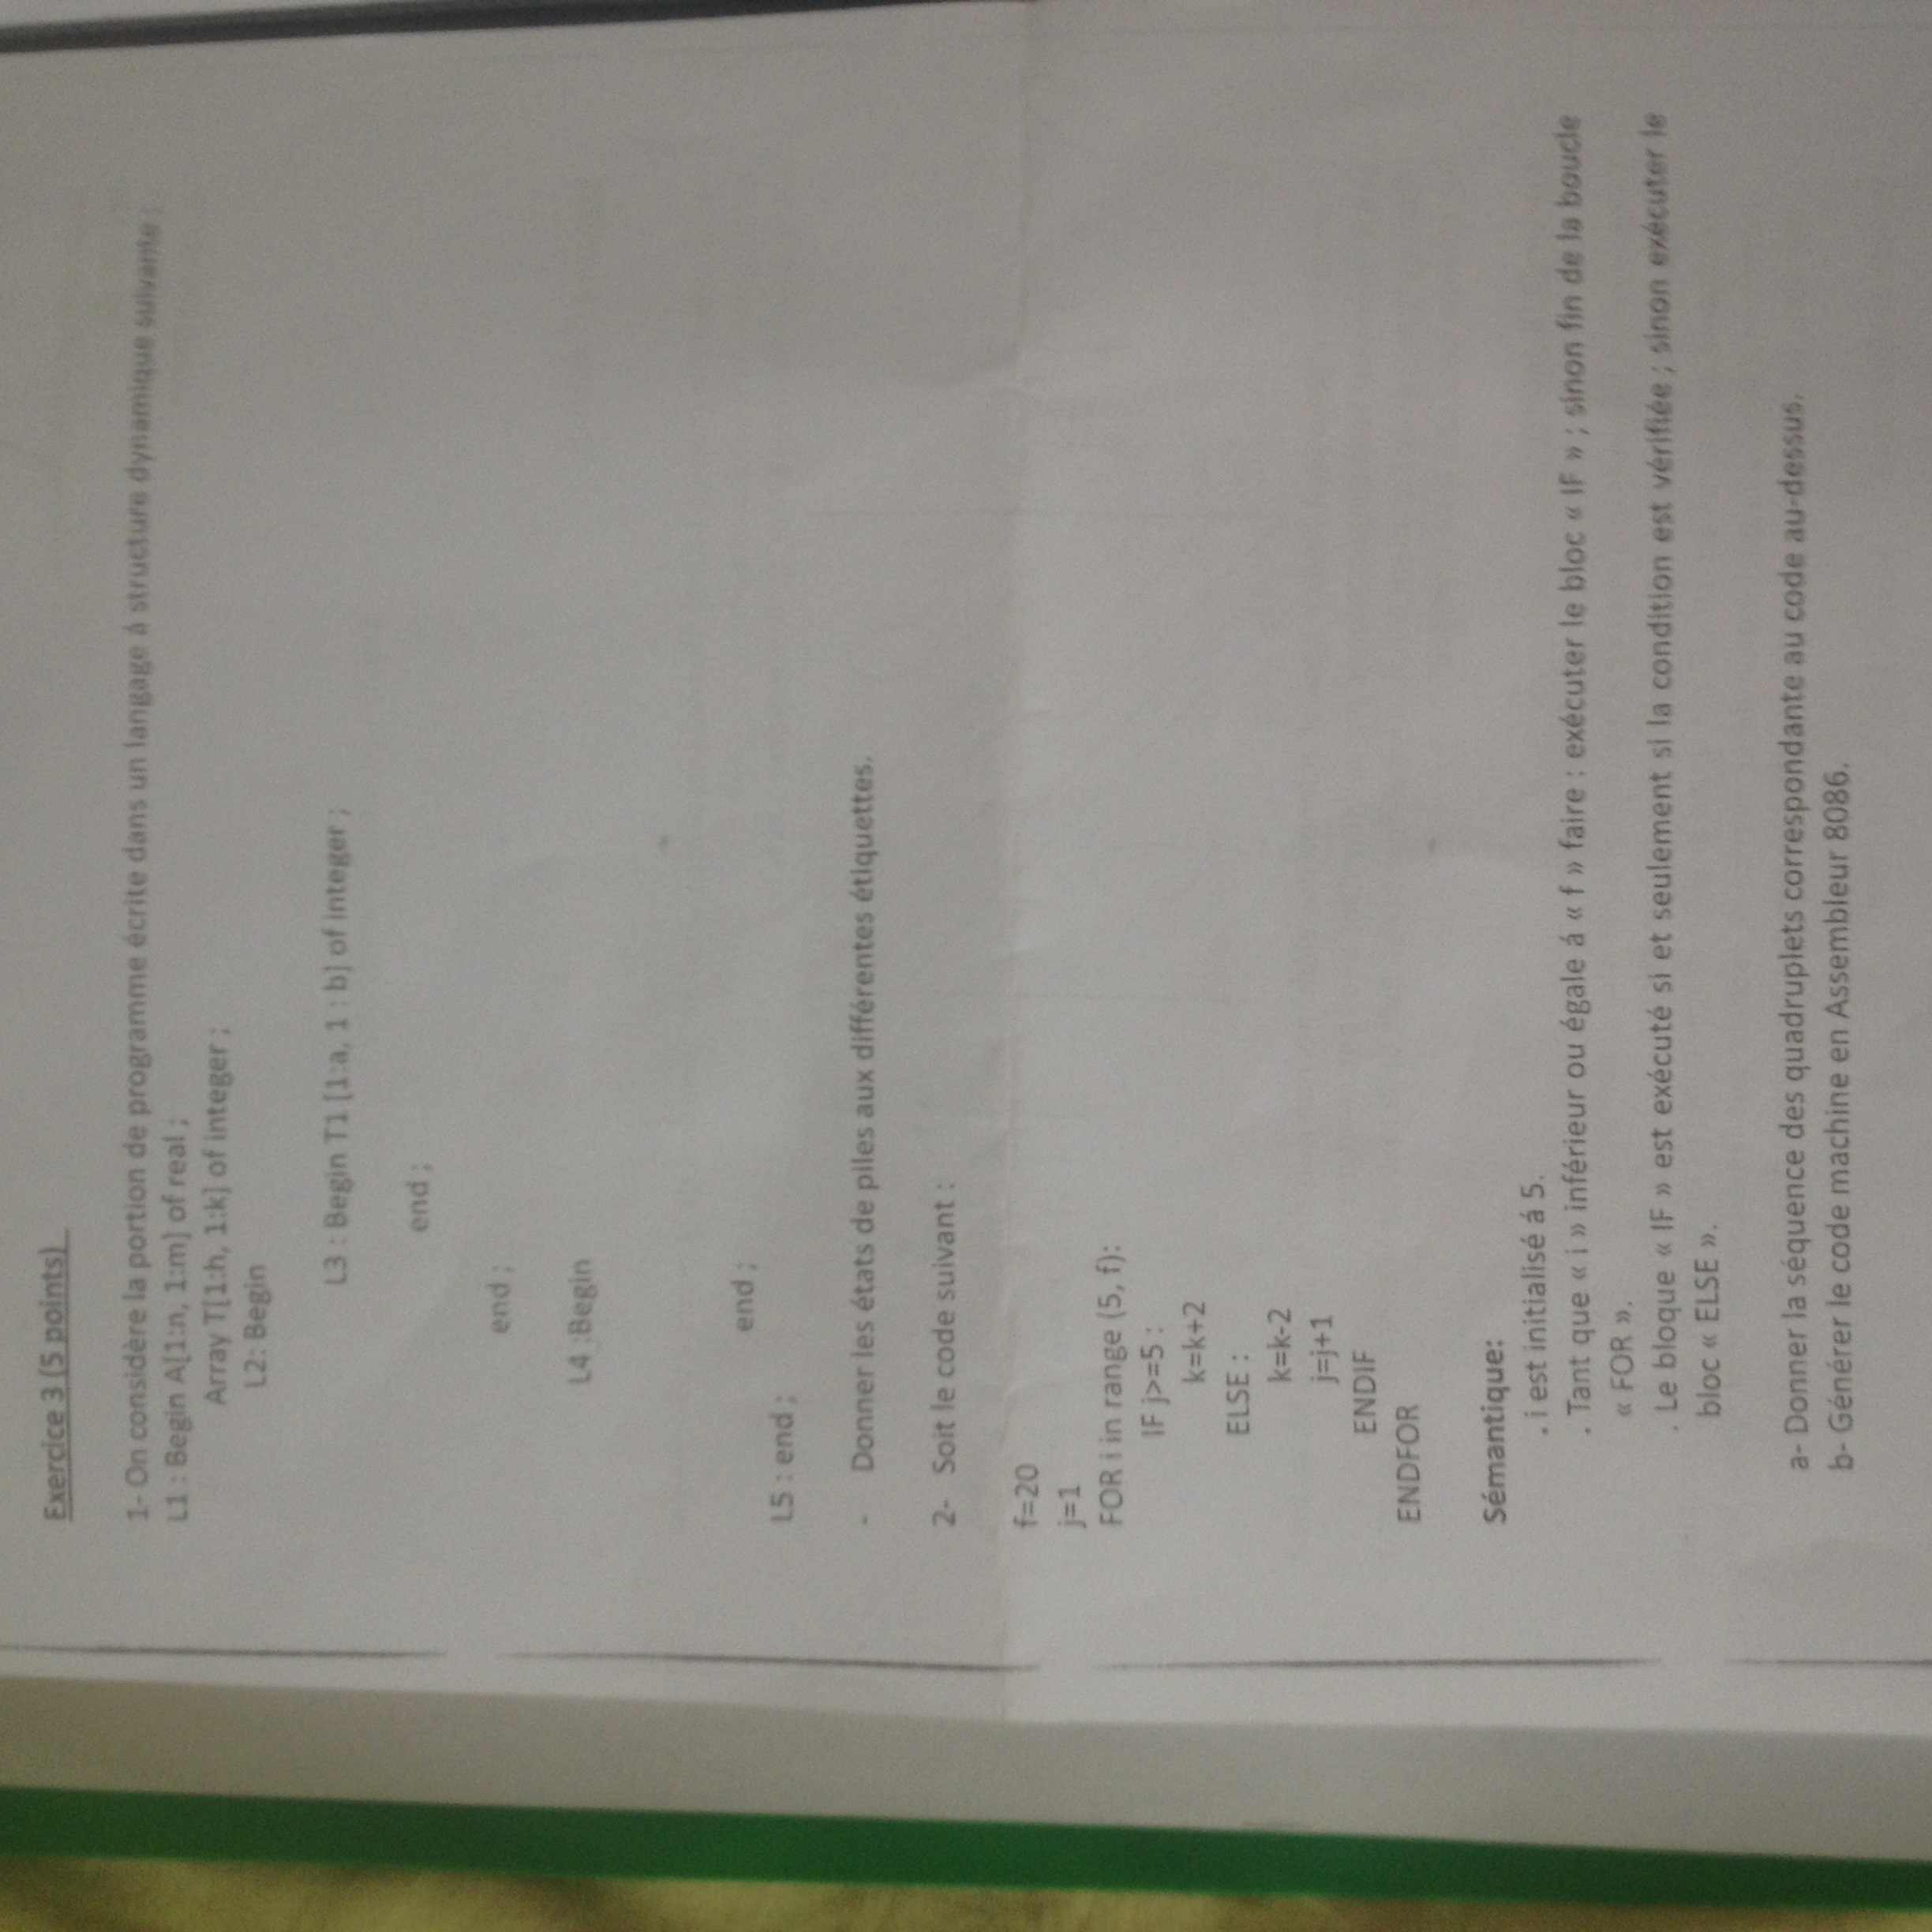 Exercice 3 (5 points)
1- On considère la portion de programme écrite dans un langage á structure dynamique suivante :
L1 : Begin A[1:n, 1:m] of real ;
Array T[1:h, 1:k] of integer ;
L2: Begin
L3 : Begin T1 [1:a, 1 : b] of integer ;
end ;
end ;
L4 :Begin
end ;
L5 : end ;
- Donner les états de piles aux différentes étiquettes.
2- Soit le code suivant :
f=20
j=1
FOR i in range (5, f):
IF j>=5 :
k=k+2
ELSE :
k=k-2
j=j+1
ENDIF
ENDFOR
Sémantique:
. i est initialisé á 5.
. Tant que « i » inférieur ou égale á « f » faire : exécuter le bloc « IF » ; sinon fin de la boucle
« FOR ».
. Le bloque « IF » est exécuté si et seulement si la condition est vérifiée ; sinon exécuter le
bloc « ELSE ».
a- Donner la séquence des quadruplets correspondante au code au-dessus.
b- Générer le code machine en Assembleur 8086.